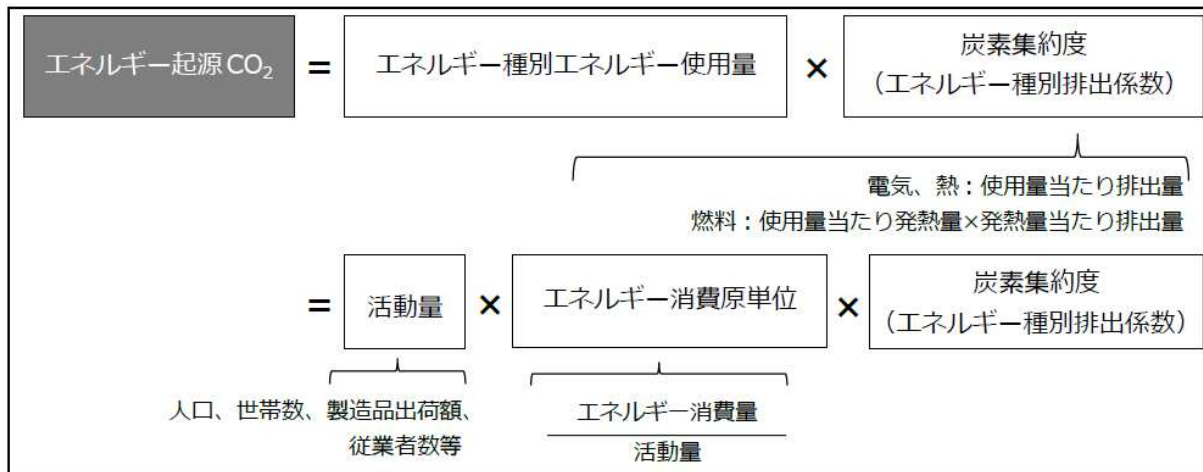 エネルギー起源CO₂ = エネルギー種別エネルギー使用量 × 炭素集約度
（エネルギー種別排出係数）
電気、熱：使用量当たり排出量
燃料：使用量当たり発熱量×発熱量当たり排出量
= 活動量 × エネルギー消費原単位 × 炭素集約度
（エネルギー種別排出係数）
人口、世帯数、製造品出荷額、
従業者数等
エネルギー消費量
活動量